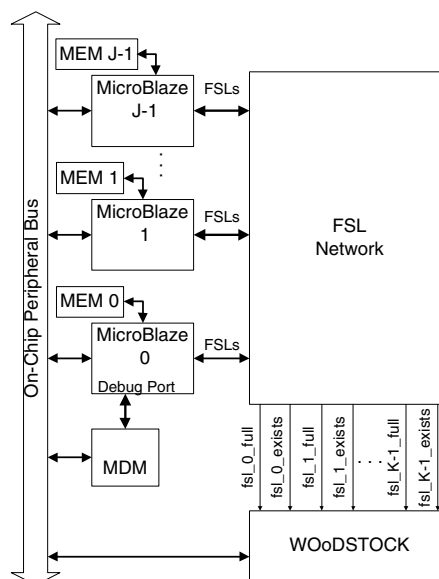 MEM J-1
MicroBlaze
J-1
FSLs
MEM 1
MicroBlaze
1
FSLs
FSL
Network
MEM 0
MicroBlaze
0
Debug Port
FSLs
MDM
On-Chip Peripheral Bus
fsl_0_full
fsl_0_exists
fsl_1_full
fsl_1_exists
. . . .
fsl_K-1_full
fsl_K-1_exists
WOoDSTOCK